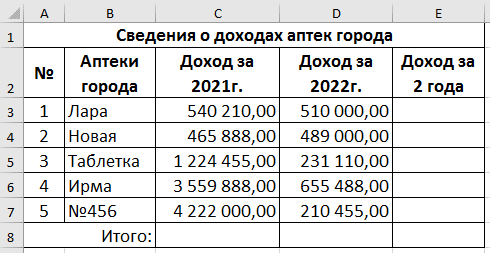 A B C D E
1 Сведения о доходах аптек города
2 № Аптеки города Доход за 2021г. Доход за 2022г. Доход за 2 года
3 1 Лара 540 210,00 510 000,00
4 2 Новая 465 888,00 489 000,00
5 3 Таблетка 1 224 455,00 231 110,00
6 4 Ирма 3 559 888,00 655 488,00
7 5 №456 4 222 000,00 210 455,00
8 Итого: